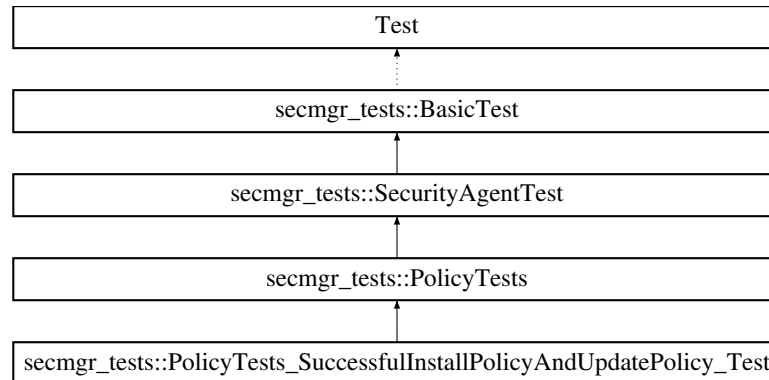 Test
secmgr_tests::BasicTest
secmgr_tests::SecurityAgentTest
secmgr_tests::PolicyTests
secmgr_tests::PolicyTests_SuccessfulInstallPolicyAndUpdatePolicy_Test